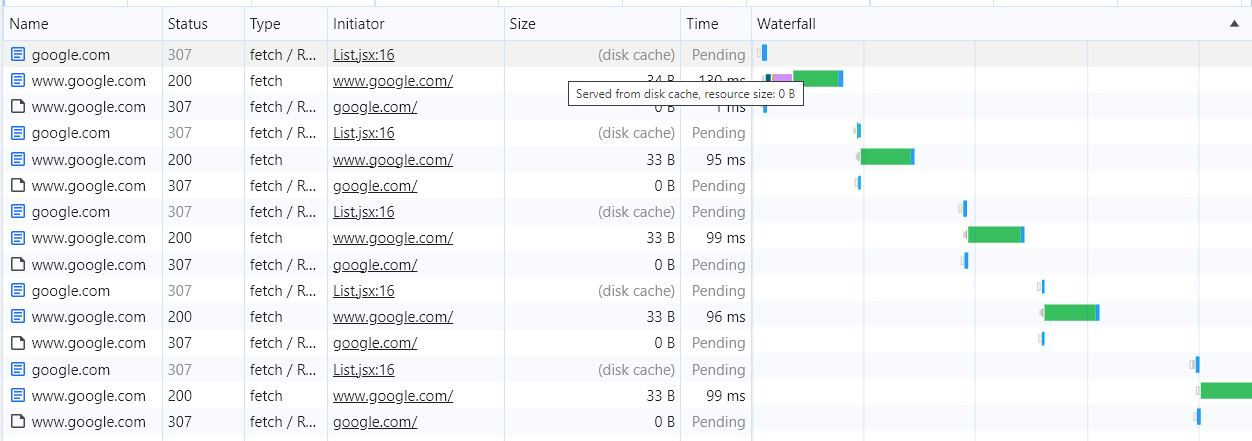 Name Status Type Initiator Size Time Waterfall
google.com 307 fetch / R... List.jsx:16 (disk cache) Pending
www.google.com 200 fetch www.google.com/ 34 B 130 ms
Served from disk cache, resource size: 0 B
www.google.com 307 fetch / R... google.com/ 0 B 1 ms
google.com 307 fetch / R... List.jsx:16 (disk cache) Pending
www.google.com 200 fetch www.google.com/ 33 B 95 ms
www.google.com 307 fetch / R... google.com/ 0 B Pending
google.com 307 fetch / R... List.jsx:16 (disk cache) Pending
www.google.com 200 fetch www.google.com/ 33 B 99 ms
www.google.com 307 fetch / R... google.com/ 0 B Pending
google.com 307 fetch / R... List.jsx:16 (disk cache) Pending
www.google.com 200 fetch www.google.com/ 33 B 96 ms
www.google.com 307 fetch / R... google.com/ 0 B Pending
google.com 307 fetch / R... List.jsx:16 (disk cache) Pending
www.google.com 200 fetch www.google.com/ 33 B 99 ms
www.google.com 307 fetch / R... google.com/ 0 B Pending